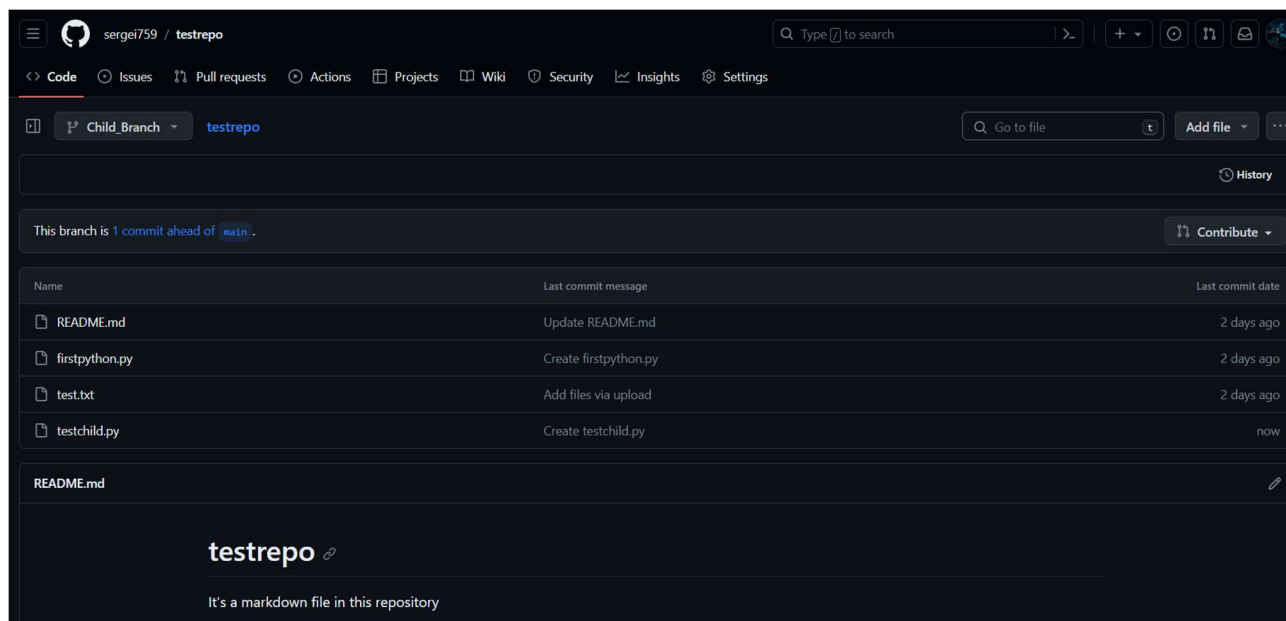 sergei759 / testrepo
Type / to search
Code Issues Pull requests Actions Projects Wiki Security Insights Settings
Child_Branch testrepo Go to file t Add file
History
This branch is 1 commit ahead of main . Contribute
Name Last commit message Last commit date
README.md Update README.md 2 days ago
firstpython.py Create firstpython.py 2 days ago
test.txt Add files via upload 2 days ago
testchild.py Create testchild.py now
README.md
testrepo
It's a markdown file in this repository